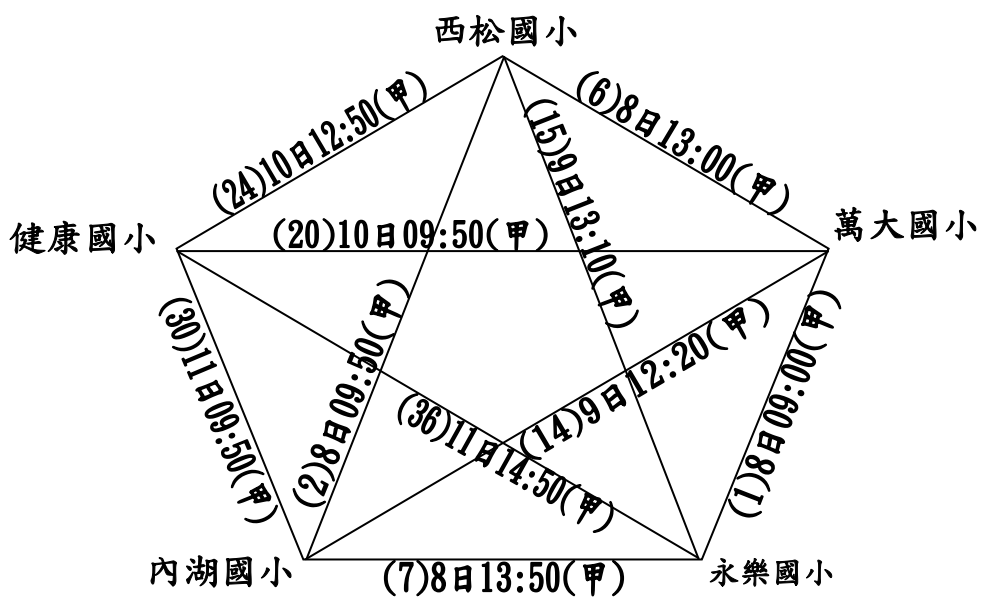 西松國小
(24)10日12:50(甲)
(6)8日13:00(甲)
(15)9日13:10(甲)
健康國小
(20)10日09:50(甲)
萬大國小
(30)11日09:50(甲)
(2)8日09:50(甲)
(36)11日14:50(甲)
(14)9日12:20(甲)
(1)8日09:00(甲)
內湖國小
(7)8日13:50(甲)
永樂國小